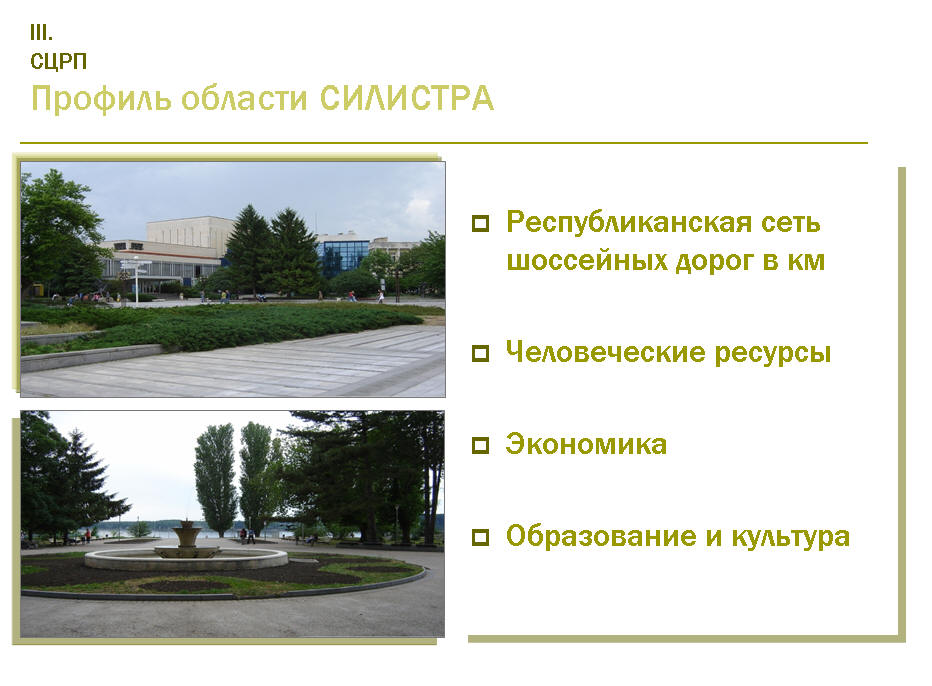 III.
СЦРП
Профиль области СИЛИСТРА
Республиканская сеть
шоссейных дорог в км
Человеческие ресурсы
Экономика
Образование и культура